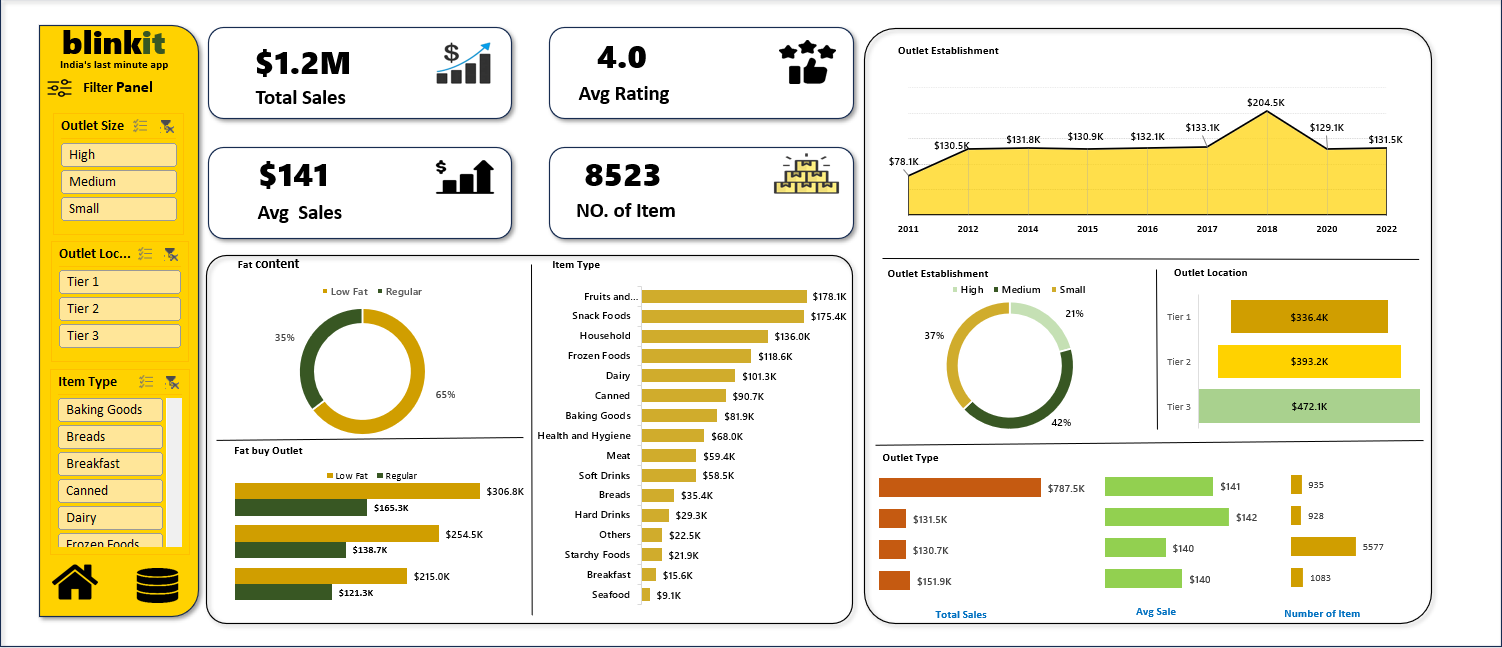 blinkit
India's last minute app
Filter Panel
Outlet Size
High
Medium
Small
Outlet Loc...
Tier 1
Tier 2
Tier 3
Item Type
Baking Goods
Breads
Breakfast
Canned
Dairy
Frozen Foods
$1.2M
Total Sales
4.0
Avg Rating
$141
Avg Sales
8523
NO. of Item
Fat content
Low Fat Regular
35%
65%
Fat buy Outlet
Low Fat Regular
$306.8K
$165.3K
$254.5K
$138.7K
$215.0K
$121.3K
Item Type
Fruits and... $178.1K
Snack Foods $175.4K
Household $136.0K
Frozen Foods $118.6K
Dairy $101.3K
Canned $90.7K
Baking Goods $81.9K
Health and Hygiene $68.0K
Meat $59.4K
Soft Drinks $58.5K
Breads $35.4K
Hard Drinks $29.3K
Others $22.5K
Starchy Foods $21.9K
Breakfast $15.6K
Seafood $9.1K
Outlet Establishment
$78.1K $130.5K $131.8K $130.9K $132.1K $133.1K $204.5K $129.1K $131.5K
2011 2012 2014 2015 2016 2017 2018 2020 2022
Outlet Establishment
High Medium Small
21%
37%
42%
Outlet Location
Tier 1 $336.4K
Tier 2 $393.2K
Tier 3 $472.1K
Outlet Type
$787.5K $141 935
$131.5K $142 928
$130.7K $140 5577
$151.9K $140 1083
Total Sales Avg Sale Number of Item